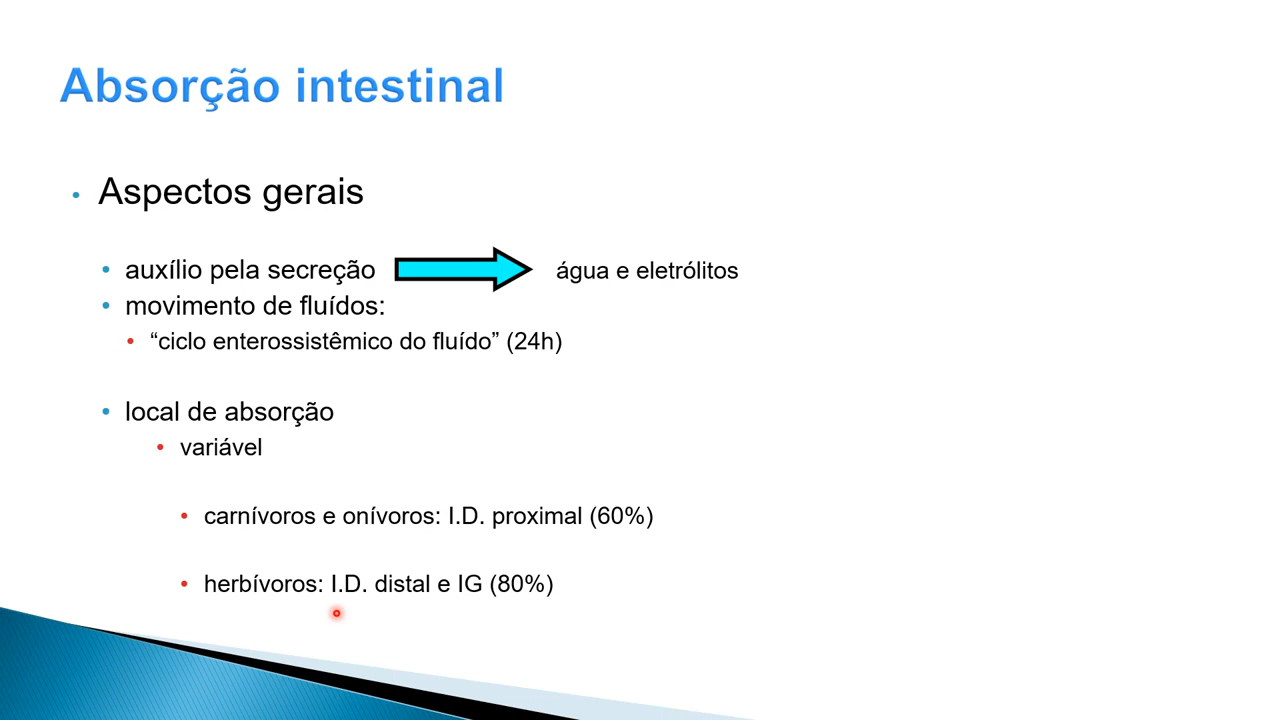 Absorção intestinal
• Aspectos gerais
• auxílio pela secreção água e eletrólitos
• movimento de fluídos:
• “ciclo enterossistêmico do fluído” (24h)
• local de absorção
• variável
• carnívoros e onívoros: I.D. proximal (60%)
• herbívoros: I.D. distal e IG (80%)